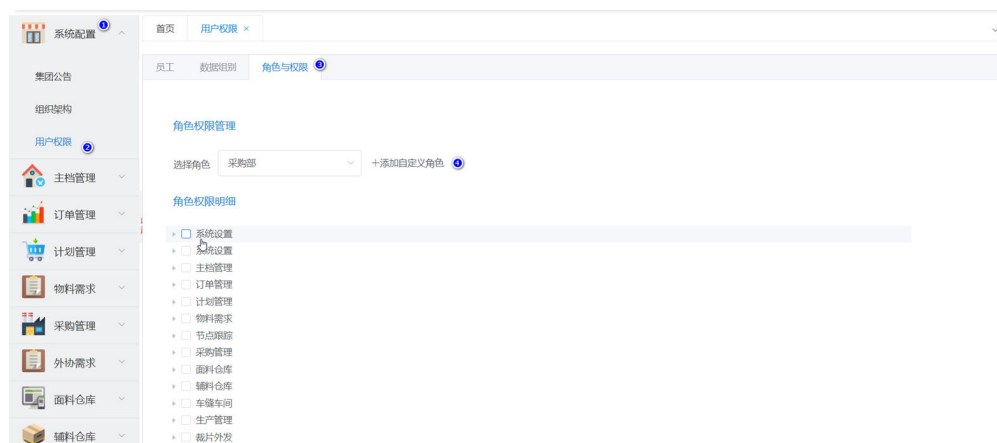 系统配置 1
首页 用户权限 ×
员工 数据组别 角色与权限 3
集团公告
组织架构
用户权限 2
角色权限管理
选择角色 采购部 +添加自定义角色 4
角色权限明细
主档管理
订单管理
计划管理
物料需求
采购管理
外协需求
面料仓库
辅料仓库
系统设置
系统设置
主档管理
订单管理
计划管理
物料需求
节点跟踪
采购管理
面料仓库
辅料仓库
车缝车间
生产管理
裁片外发